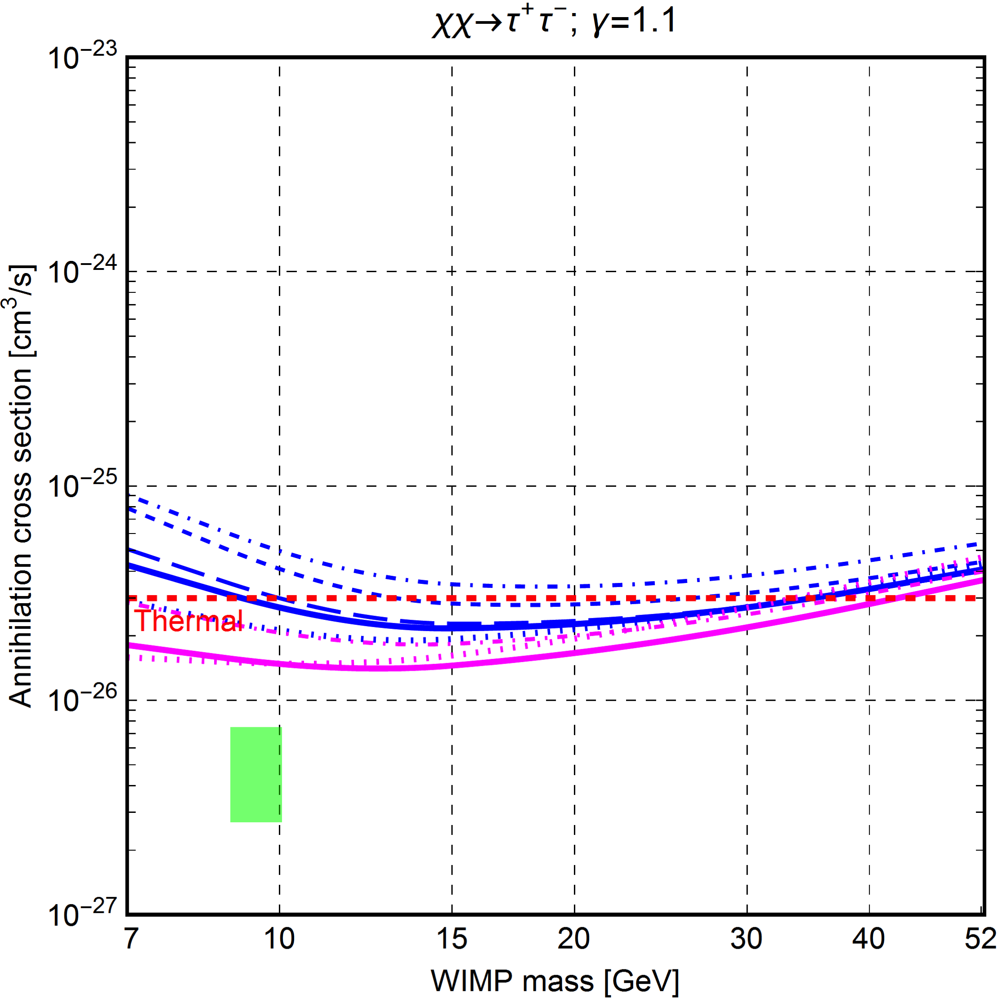 χχ→τ⁺τ⁻; γ=1.1
Annihilation cross section [cm³/s]
10⁻²³
10⁻²⁴
10⁻²⁵
10⁻²⁶
10⁻²⁷
Thermal
7 10 15 20 30 40 52
WIMP mass [GeV]